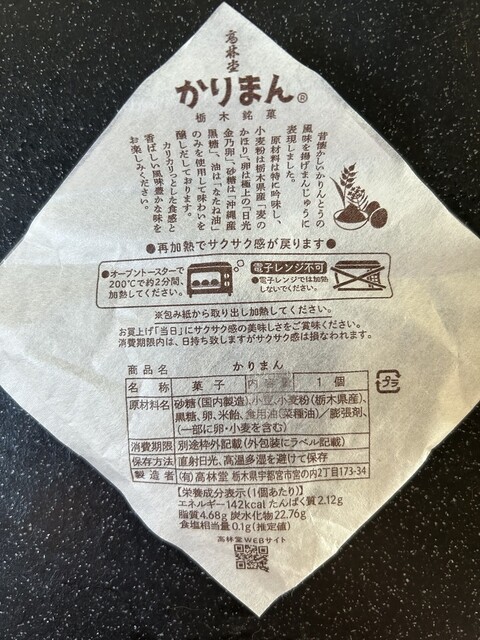 高林堂
かりまん®
栃木銘菓
昔懐かしいかりんとうの
風味を揚げまんじゅうに
表現しました。
原材料は特に吟味し、
小麦粉は栃木県産「麦の
かほり」、卵は極上の「日光
金乃卵」、砂糖は「沖縄産
黒糖」、油は「なたね油」
のみを使用して味わいを
醸しだしております。
カリカリっとした食感と
香ばしい風味豊かな味を
お楽しみください。
●再加熱でサクサク感が戻ります●
●オーブントースターで
200℃で約2分間、
加熱してください。
電子レンジ不可
●電子レンジでは加熱
しないでください。
※包み紙から取り出し加熱してください。
お買上げ「当日」にサクサク感の美味しさをご賞味ください。
消費期限内は、日持ち致しますがサクサク感は損なわれます。
商品名 かりまん
名称 菓子 内容量 1個
原材料名 砂糖(国内製造)、小豆、小麦粉(栃木県産)、
黒糖、卵、米飴、食用油(菜種油)／膨張剤、
(一部に卵・小麦を含む)
消費期限 別途枠外記載(外包装にラベル記載)
保存方法 直射日光、高温多湿を避けて保存
製造者 (有)高林堂 栃木県宇都宮市宮の内2丁目173-34
プラ
【栄養成分表示(1個あたり)】
エネルギー142kcal たんぱく質2.12g
脂質4.68g 炭水化物22.76g
食塩相当量0.1g(推定値)
高林堂WEBサイト